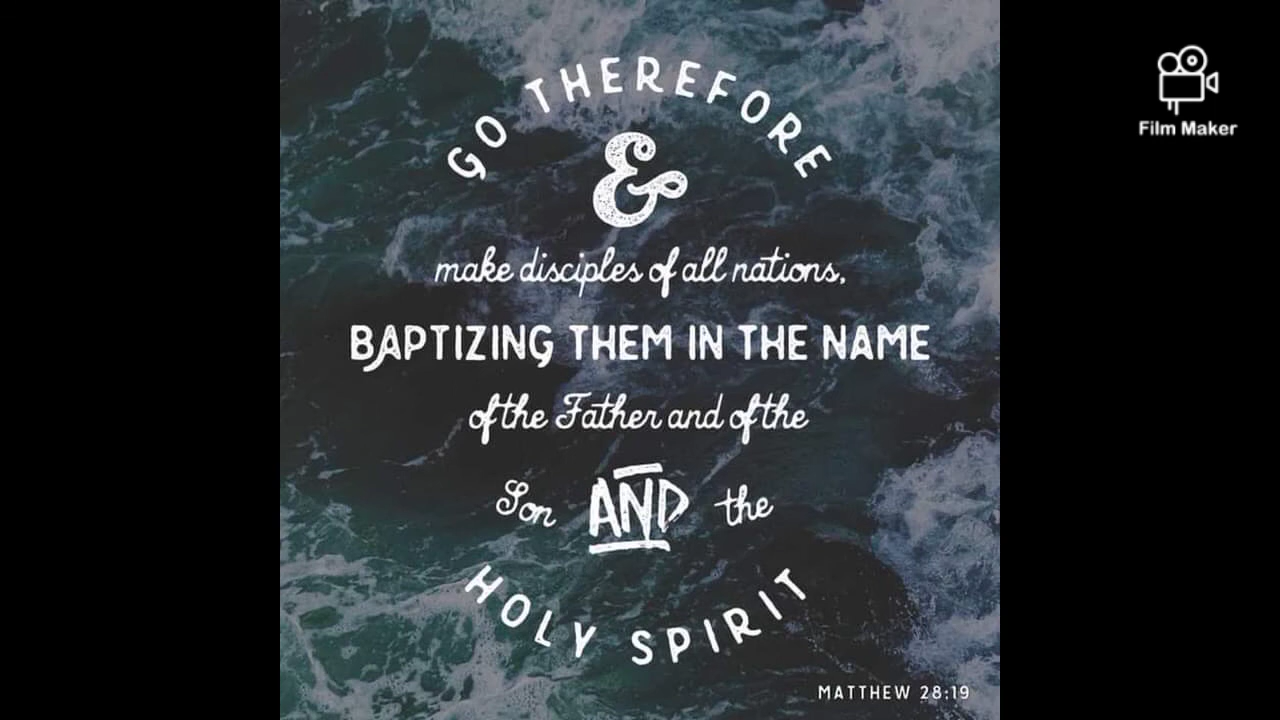 GO THEREFORE
&
make disciples of all nations,
BAPTIZING THEM IN THE NAME
of the Father and of the
Son AND the
HOLY SPIRIT
MATTHEW 28:19
Film Maker